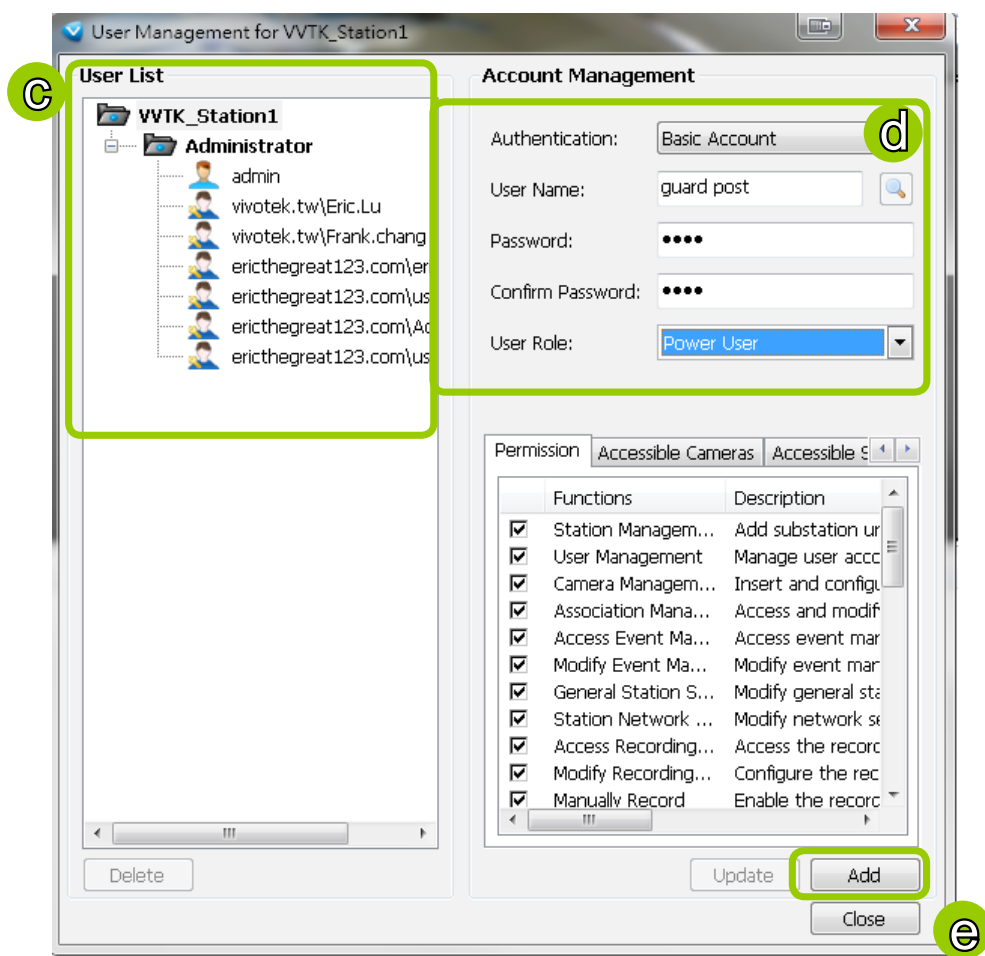 User Management for VVTK_Station1
c
User List
VVTK_Station1
Administrator
admin
vivotek.tw\Eric.Lu
vivotek.tw\Frank.chang
ericthegreat123.com\er
ericthegreat123.com\us
ericthegreat123.com\Ad
ericthegreat123.com\us
Delete
Account Management
d
Authentication: Basic Account
User Name: guard post
Password: ••••
Confirm Password: ••••
User Role: Power User
Permission Accessible Cameras Accessible S
Functions Description
Station Managem... Add substation ur
User Management Manage user acco
Camera Managem... Insert and configu
Association Mana... Access and modify
Access Event Ma... Access event mar
Modify Event Ma... Modify event man
General Station S... Modify general sta
Station Network ... Modify network se
Access Recording... Access the record
Modify Recording... Configure the rec
Manually Record Enable the record
Update Add
Close
e